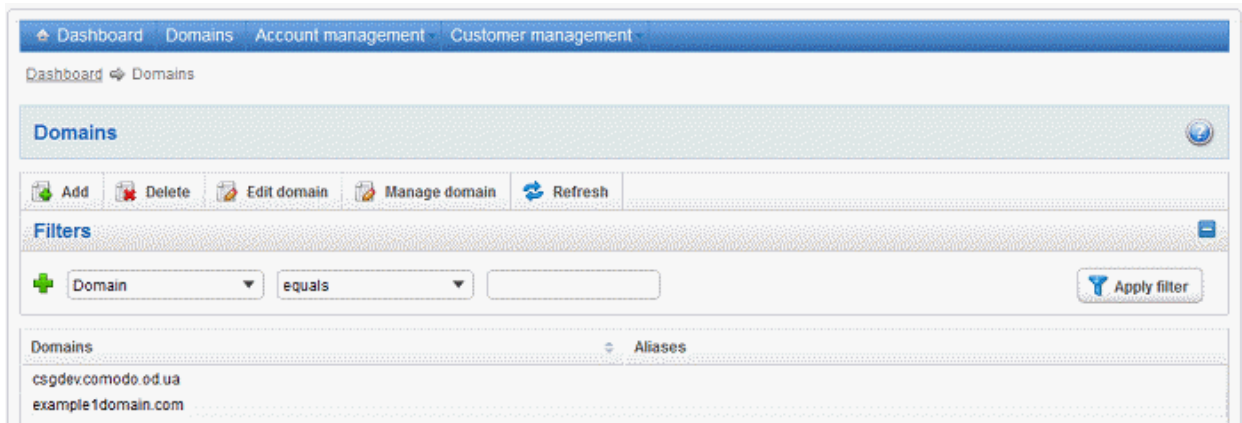 Dashboard Domains Account management Customer management
Dashboard Domains
Domains
Add Delete Edit domain Manage domain Refresh
Filters
Domain equals Apply filter
Domains Aliases
csgdev.comodo.od.ua
example1domain.com